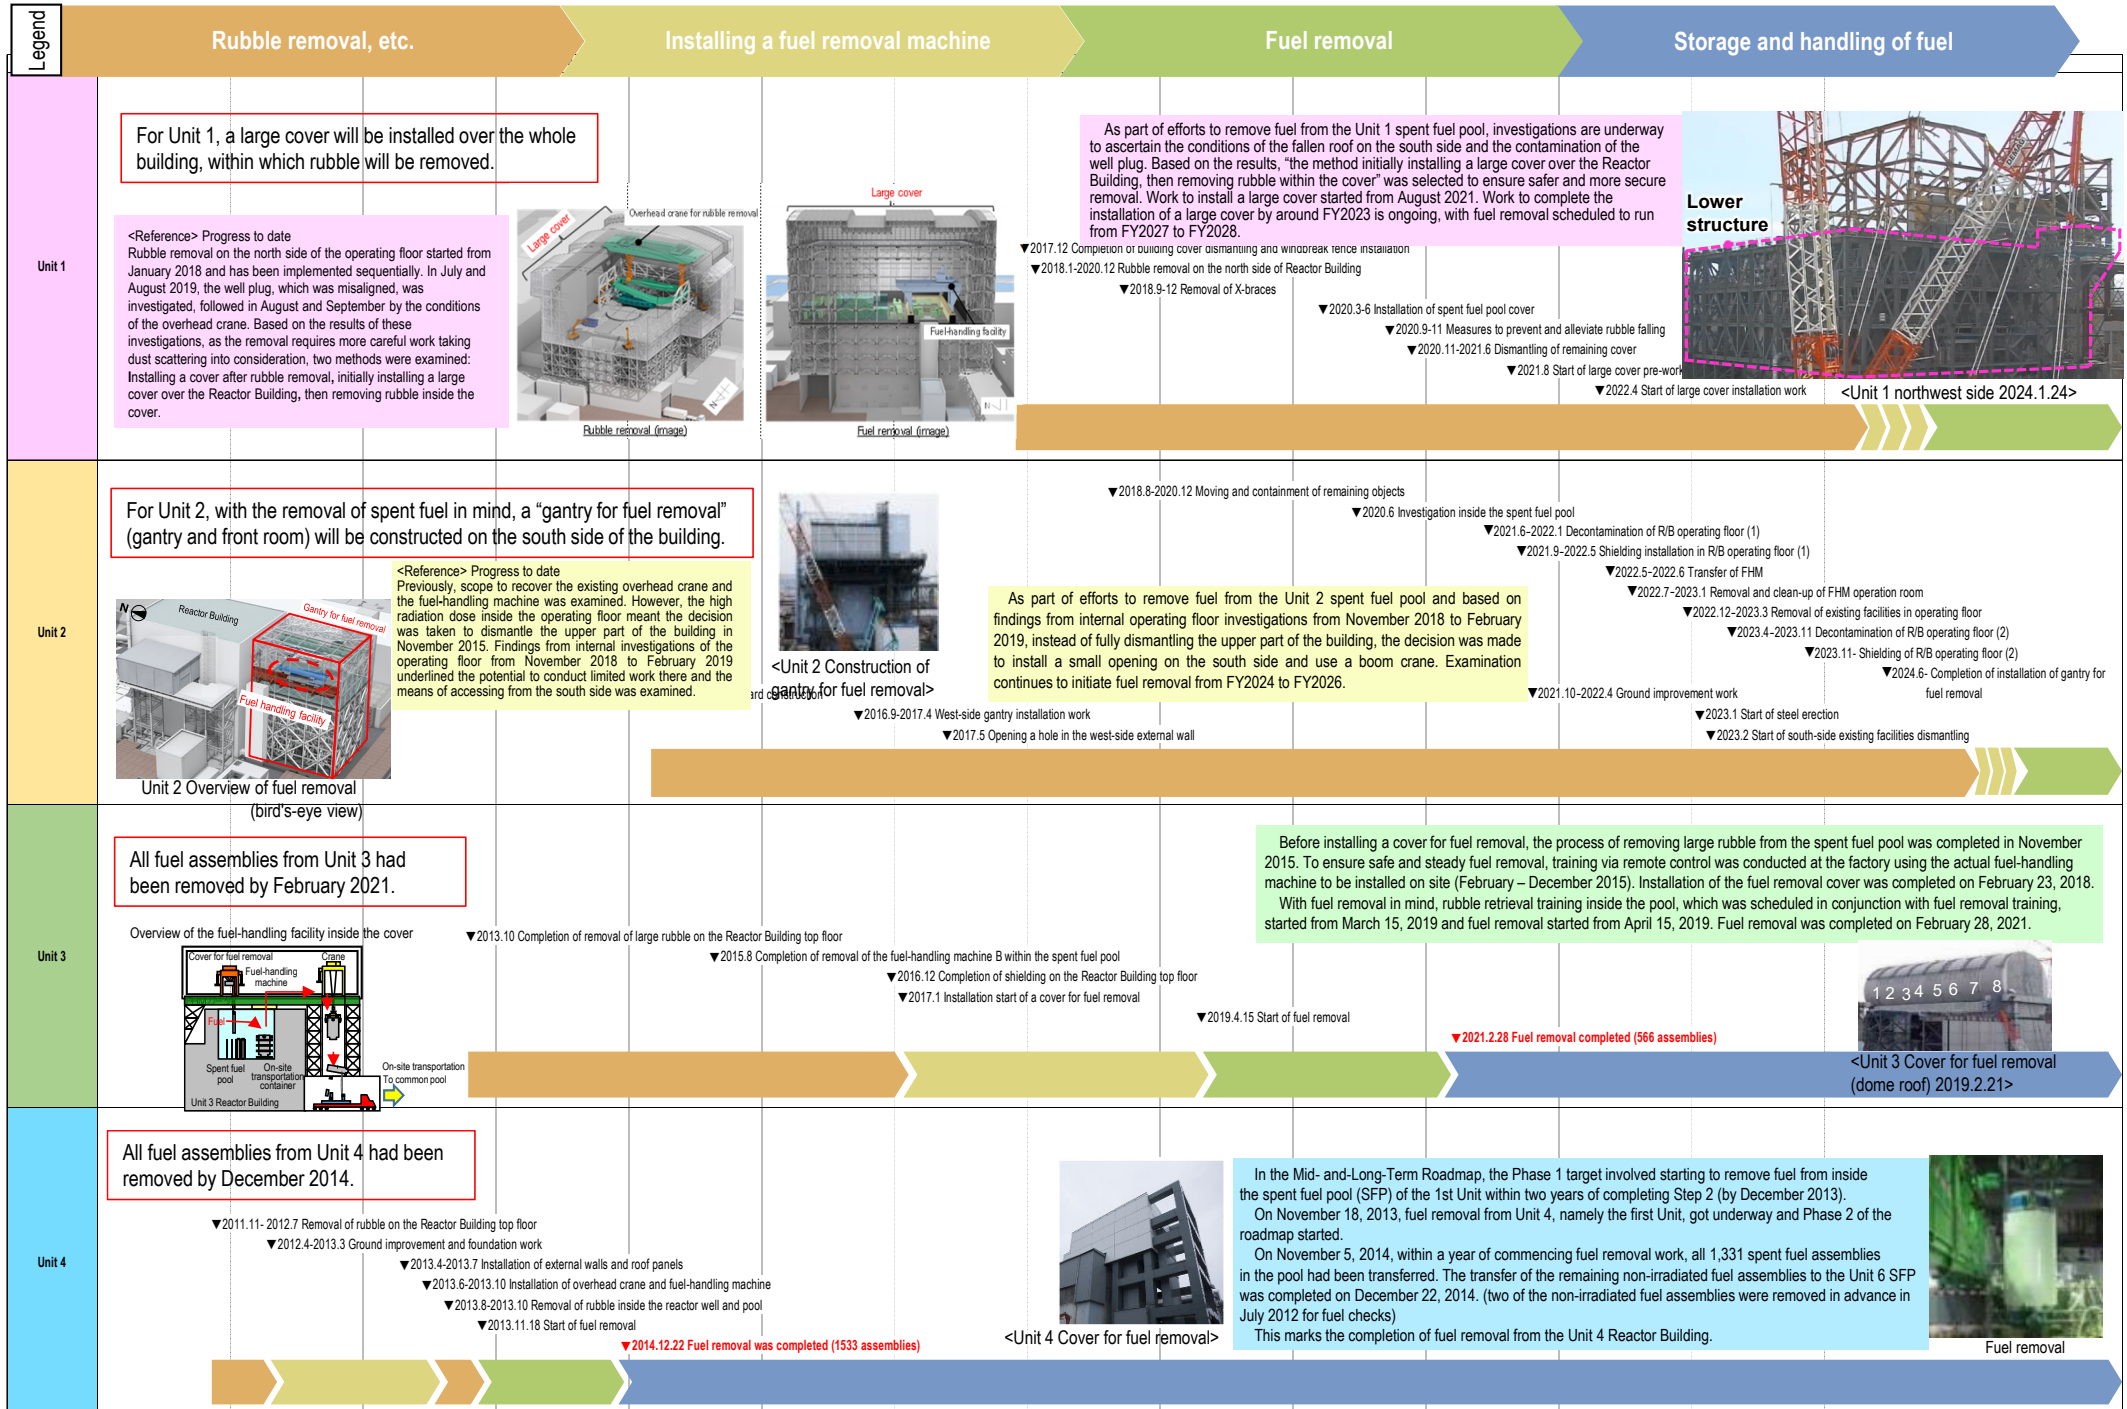 Legend
Rubble removal, etc.
Installing a fuel removal machine
Fuel removal
Storage and handling of fuel
Unit 1
For Unit 1, a large cover will be installed over the whole
building, within which rubble will be removed.
<Reference> Progress to date
Rubble removal on the north side of the operating floor started from
January 2018 and has been implemented sequentially. In July and
August 2019, the well plug, which was misaligned, was
investigated, followed in August and September by the conditions
of the overhead crane. Based on the results of these
investigations, as the removal requires more careful work taking
dust scattering into consideration, two methods were examined:
Installing a cover after rubble removal, initially installing a large
cover over the Reactor Building, then removing rubble inside the
cover.
Large cover
Overhead crane for rubble removal
N
Rubble removal (image)
Large cover
Fuel-handling facility
N
Fuel removal (image)
As part of efforts to remove fuel from the Unit 1 spent fuel pool, investigations are underway
to ascertain the conditions of the fallen roof on the south side and the contamination of the
well plug. Based on the results, “the method initially installing a large cover over the Reactor
Building, then removing rubble within the cover” was selected to ensure safer and more secure
removal. Work to install a large cover started from August 2021. Work to complete the
installation of a large cover by around FY2023 is ongoing, with fuel removal scheduled to run
from FY2027 to FY2028.
▼2017.12 Completion of building cover dismantling and windbreak fence installation
▼2018.1-2020.12 Rubble removal on the north side of Reactor Building
▼2018.9-12 Removal of X-braces
▼2020.3-6 Installation of spent fuel pool cover
▼2020.9-11 Measures to prevent and alleviate rubble falling
▼2020.11-2021.6 Dismantling of remaining cover
▼2021.8 Start of large cover pre-work
▼2022.4 Start of large cover installation work
Lower
structure
<Unit 1 northwest side 2024.1.24>
Unit 2
For Unit 2, with the removal of spent fuel in mind, a “gantry for fuel removal”
(gantry and front room) will be constructed on the south side of the building.
N
Reactor Building
Gantry for fuel removal
Fuel handling facility
Unit 2 Overview of fuel removal
(bird's-eye view)
<Reference> Progress to date
Previously, scope to recover the existing overhead crane and
the fuel-handling machine was examined. However, the high
radiation dose inside the operating floor meant the decision
was taken to dismantle the upper part of the building in
November 2015. Findings from internal investigations of the
operating floor from November 2018 to February 2019
underlined the potential to conduct limited work there and the
means of accessing from the south side was examined.
<Unit 2 Construction of
gantry for fuel removal>
ard construction
▼2016.9-2017.4 West-side gantry installation work
▼2017.5 Opening a hole in the west-side external wall
As part of efforts to remove fuel from the Unit 2 spent fuel pool and based on
findings from internal operating floor investigations from November 2018 to February
2019, instead of fully dismantling the upper part of the building, the decision was made
to install a small opening on the south side and use a boom crane. Examination
continues to initiate fuel removal from FY2024 to FY2026.
▼2018.8-2020.12 Moving and containment of remaining objects
▼2020.6 Investigation inside the spent fuel pool
▼2021.6-2022.1 Decontamination of R/B operating floor (1)
▼2021.9-2022.5 Shielding installation in R/B operating floor (1)
▼2022.5-2022.6 Transfer of FHM
▼2022.7-2023.1 Removal and clean-up of FHM operation room
▼2022.12-2023.3 Removal of existing facilities in operating floor
▼2023.4-2023.11 Decontamination of R/B operating floor (2)
▼2023.11- Shielding of R/B operating floor (2)
▼2024.6- Completion of installation of gantry for
fuel removal
▼2021.10-2022.4 Ground improvement work
▼2023.1 Start of steel erection
▼2023.2 Start of south-side existing facilities dismantling
Unit 3
All fuel assemblies from Unit 3 had
been removed by February 2021.
Overview of the fuel-handling facility inside the cover
Cover for fuel removal
Crane
Fuel-handling
machine
Fuel
Spent fuel
pool
On-site
transportation
container
Unit 3 Reactor Building
On-site transportation
To common pool
▼2013.10 Completion of removal of large rubble on the Reactor Building top floor
▼2015.8 Completion of removal of the fuel-handling machine B within the spent fuel pool
▼2016.12 Completion of shielding on the Reactor Building top floor
▼2017.1 Installation start of a cover for fuel removal
▼2019.4.15 Start of fuel removal
▼2021.2.28 Fuel removal completed (566 assemblies)
Before installing a cover for fuel removal, the process of removing large rubble from the spent fuel pool was completed in November
2015. To ensure safe and steady fuel removal, training via remote control was conducted at the factory using the actual fuel-handling
machine to be installed on site (February – December 2015). Installation of the fuel removal cover was completed on February 23, 2018.
With fuel removal in mind, rubble retrieval training inside the pool, which was scheduled in conjunction with fuel removal training,
started from March 15, 2019 and fuel removal started from April 15, 2019. Fuel removal was completed on February 28, 2021.
1 2 3 4 5 6 7 8
<Unit 3 Cover for fuel removal
(dome roof) 2019.2.21>
Unit 4
All fuel assemblies from Unit 4 had been
removed by December 2014.
▼2011.11- 2012.7 Removal of rubble on the Reactor Building top floor
▼2012.4-2013.3 Ground improvement and foundation work
▼2013.4-2013.7 Installation of external walls and roof panels
▼2013.6-2013.10 Installation of overhead crane and fuel-handling machine
▼2013.8-2013.10 Removal of rubble inside the reactor well and pool
▼2013.11.18 Start of fuel removal
▼2014.12.22 Fuel removal was completed (1533 assemblies)
<Unit 4 Cover for fuel removal>
In the Mid- and-Long-Term Roadmap, the Phase 1 target involved starting to remove fuel from inside
the spent fuel pool (SFP) of the 1st Unit within two years of completing Step 2 (by December 2013).
On November 18, 2013, fuel removal from Unit 4, namely the first Unit, got underway and Phase 2 of the
roadmap started.
On November 5, 2014, within a year of commencing fuel removal work, all 1,331 spent fuel assemblies
in the pool had been transferred. The transfer of the remaining non-irradiated fuel assemblies to the Unit 6 SFP
was completed on December 22, 2014. (two of the non-irradiated fuel assemblies were removed in advance in
July 2012 for fuel checks)
This marks the completion of fuel removal from the Unit 4 Reactor Building.
Fuel removal